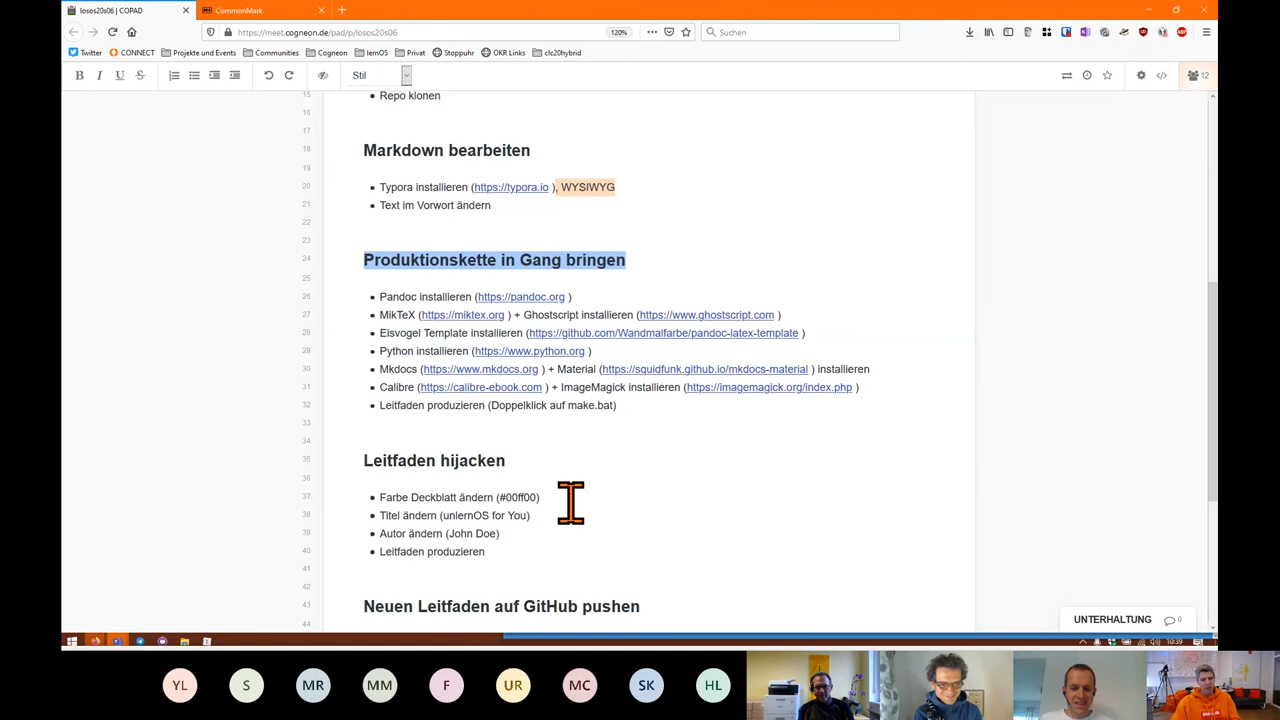 losos20s06 | COPAD
CommonMark
https://meet.cogneon.de/pad/p/losos20s06
120%
Suchen
Twitter CONNECT Projekte und Events Communities Cogneon lernOS Privat Stoppuhr OKR Links clc20hybrid
B I U S Stil 12
15 Repo klonen
16
17
18 Markdown bearbeiten
19
20 Typora installieren (https://typora.io ), WYSIWYG
21 Text im Vorwort ändern
22
23
24 Produktionskette in Gang bringen
25
26 Pandoc installieren (https://pandoc.org )
27 MikTeX (https://miktex.org ) + Ghostscript installieren (https://www.ghostscript.com )
28 Eisvogel Template installieren (https://github.com/Wandmalfarbe/pandoc-latex-template )
29 Python installieren (https://www.python.org )
30 Mkdocs (https://www.mkdocs.org ) + Material (https://squidfunk.github.io/mkdocs-material ) installieren
31 Calibre (https://calibre-ebook.com ) + ImageMagick installieren (https://imagemagick.org/index.php )
32 Leitfaden produzieren (Doppelklick auf make.bat)
33
34
35 Leitfaden hijacken
36
37 Farbe Deckblatt ändern (#00ff00)
38 Titel ändern (unlernOS for You)
39 Autor ändern (John Doe)
40 Leitfaden produzieren
41
42
43 Neuen Leitfaden auf GitHub pushen
44
UNTERHALTUNG 0
10:39
YL S MR MM F UR MC SK HL